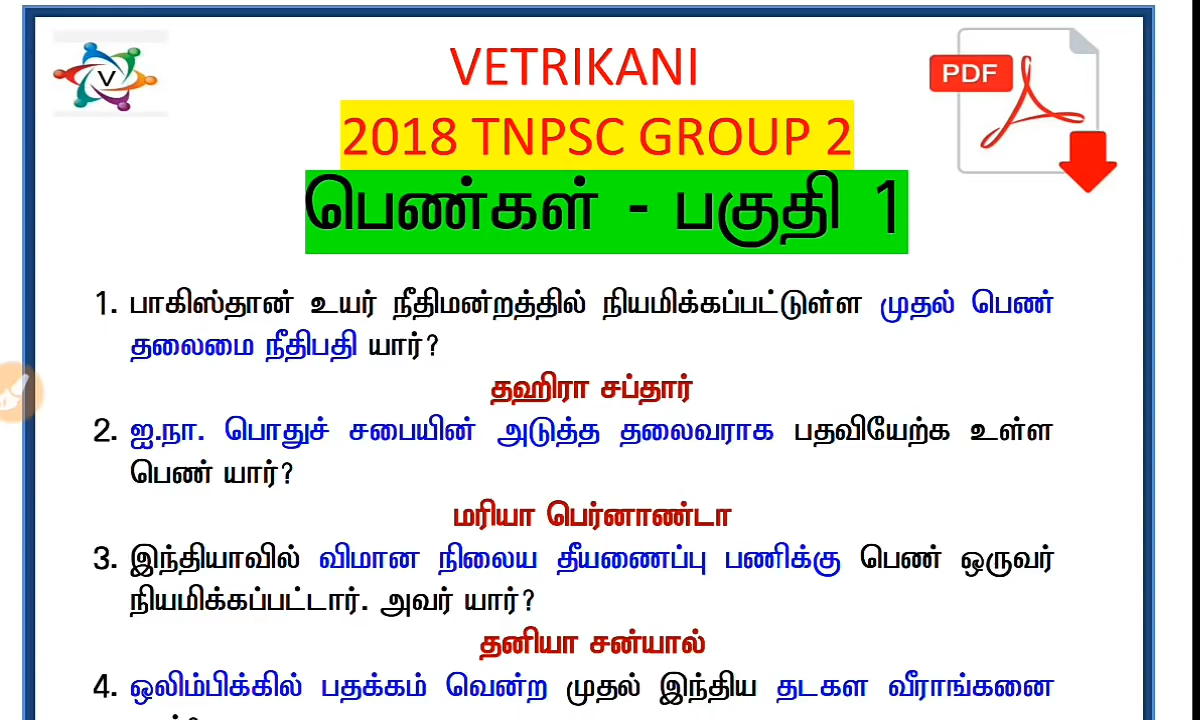 V
VETRIKANI
PDF
2018 TNPSC GROUP 2
பெண்கள் - பகுதி 1
1. பாகிஸ்தான் உயர் நீதிமன்றத்தில் நியமிக்கப்பட்டுள்ள முதல் பெண்
தலைமை நீதிபதி யார்?
தஹிரா சப்தார்
2. ஐ.நா. பொதுச் சபையின் அடுத்த தலைவராக பதவியேற்க உள்ள
பெண் யார்?
மரியா பெர்னாண்டா
3. இந்தியாவில் விமான நிலைய தீயணைப்பு பணிக்கு பெண் ஒருவர்
நியமிக்கப்பட்டார். அவர் யார்?
தனியா சன்யால்
4. ஒலிம்பிக்கில் பதக்கம் வென்ற முதல் இந்திய தடகள வீராங்கனை